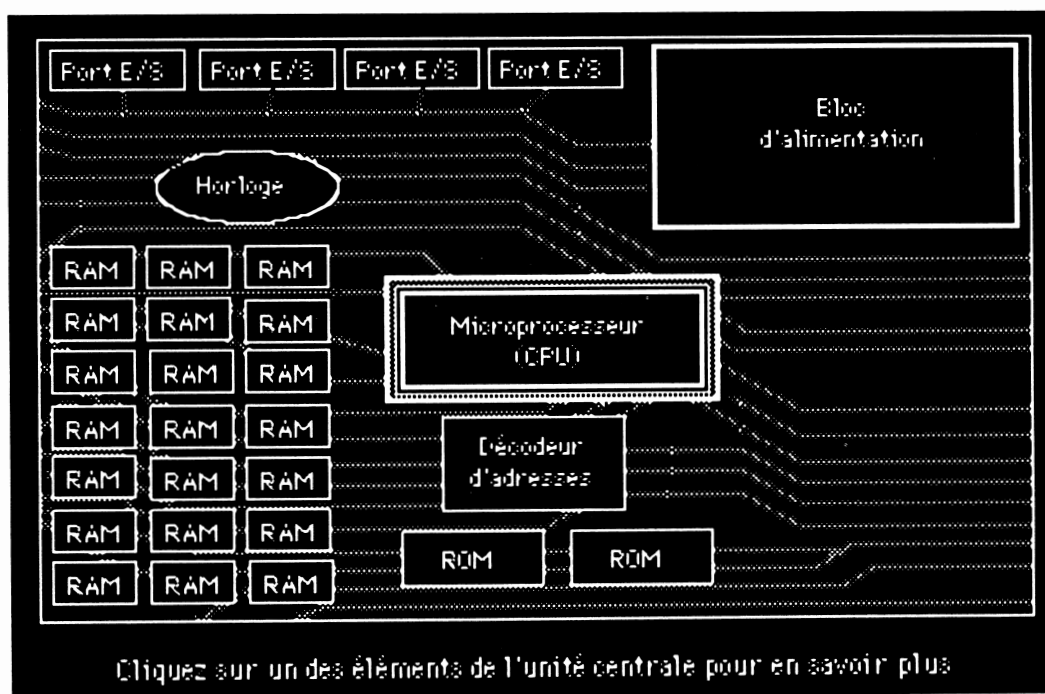 Port E/S Port E/S Port E/S Port E/S
Bloc
d'alimentation
Horloge
RAM RAM RAM
RAM RAM RAM
RAM RAM RAM
RAM RAM RAM
RAM RAM RAM
RAM RAM RAM
RAM RAM RAM
Microprocesseur
(CPU)
Décodeur
d'adresses
ROM ROM
Cliquez sur un des éléments de l'unité centrale pour en savoir plus